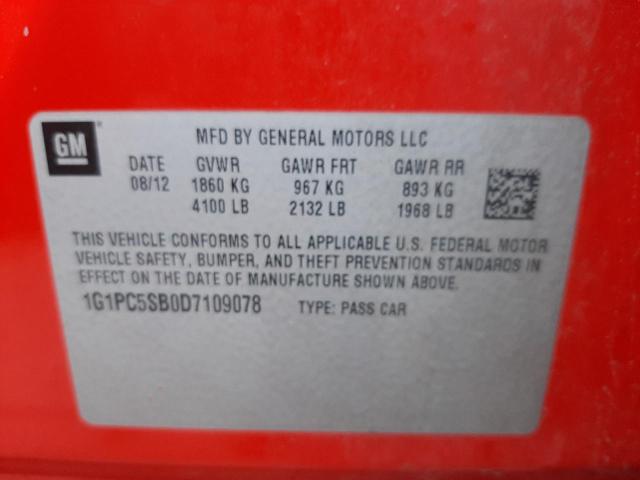 GM
MFD BY GENERAL MOTORS LLC
DATE GVWR GAWR FRT GAWR RR
08/12 1860 KG 967 KG 893 KG
4100 LB 2132 LB 1968 LB
THIS VEHICLE CONFORMS TO ALL APPLICABLE U.S. FEDERAL MOTOR
VEHICLE SAFETY, BUMPER, AND THEFT PREVENTION STANDARDS IN
EFFECT ON THE DATE OF MANUFACTURE SHOWN ABOVE.
1G1PC5SB0D7109078 TYPE: PASS CAR